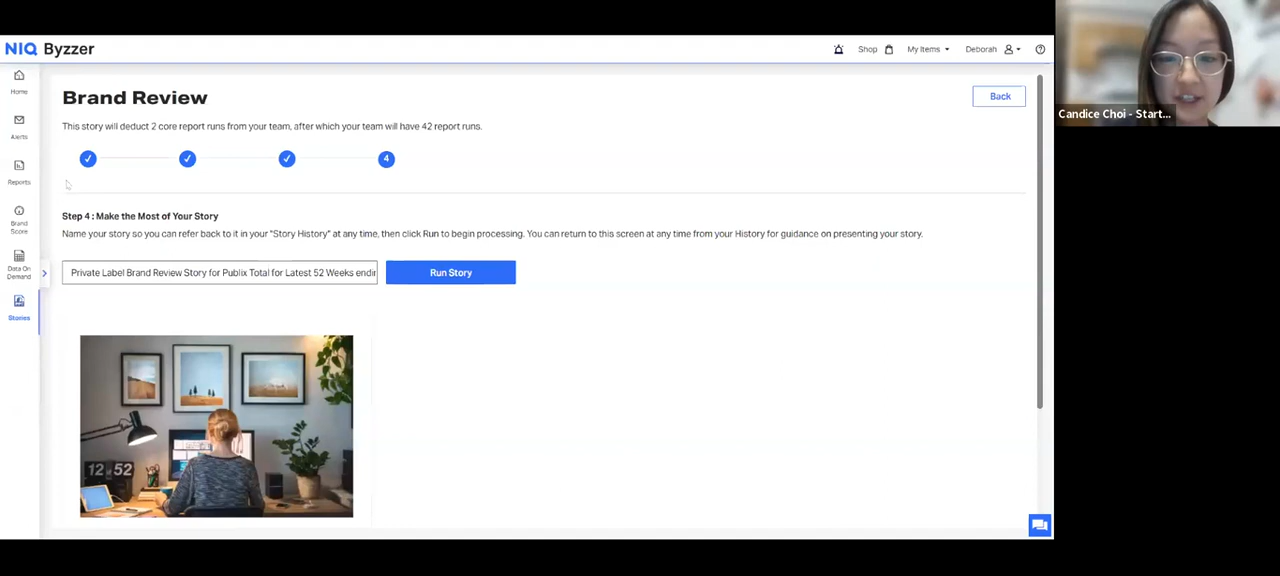 NIQ Byzzer
Shop
My Items
Deborah
Home
Alerts
Reports
Brand
Score
Data On
Demand
Stories
Brand Review
Back
This story will deduct 2 core report runs from your team, after which your team will have 42 report runs.
4
Step 4 : Make the Most of Your Story
Name your story so you can refer back to it in your "Story History" at any time, then click Run to begin processing. You can return to this screen at any time from your History for guidance on presenting your story.
Private Label Brand Review Story for Publix Total for Latest 52 Weeks endin
Run Story
12 52
Candice Choi - Start...